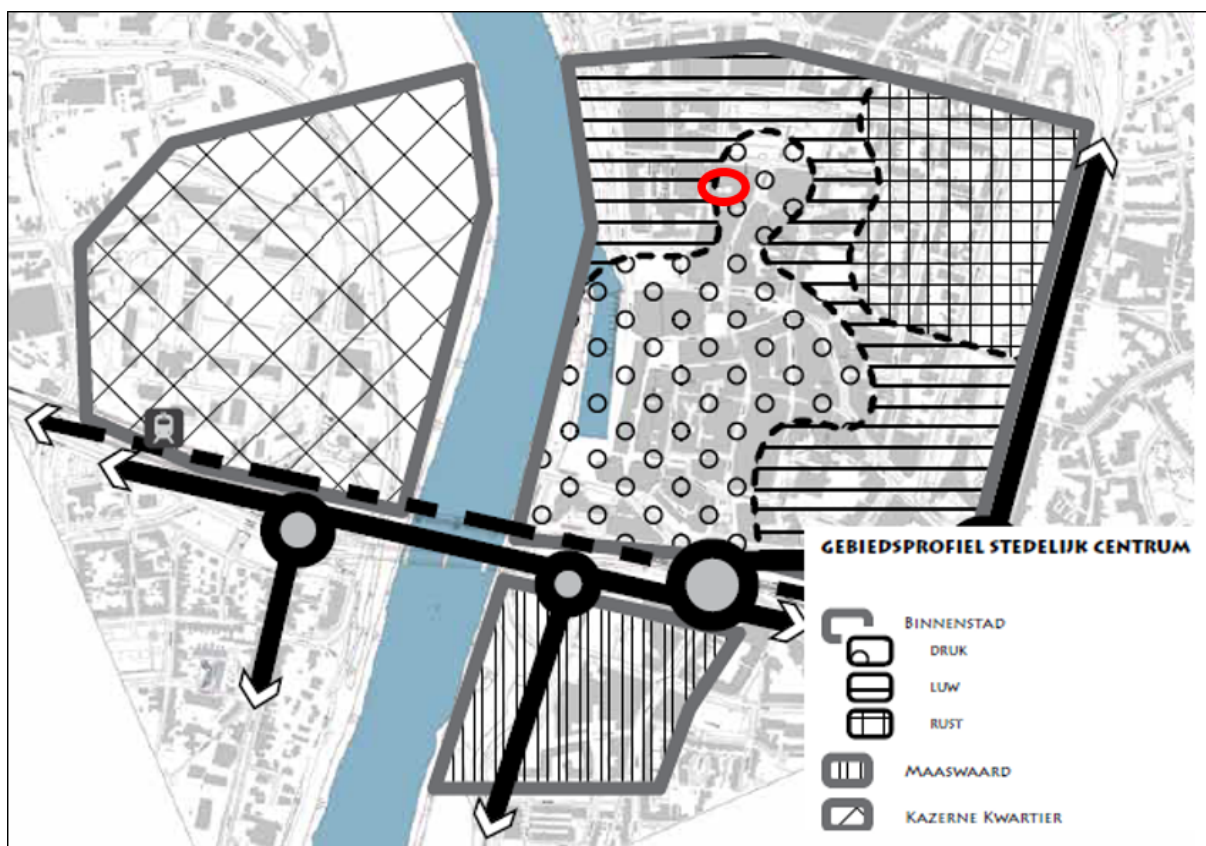 GEBIEDSPROFIEL STEDELIJK CENTRUM
BINNENSTAD
DRUK
LUW
RUST
MAASWAARD
KAZERNE KWARTIER